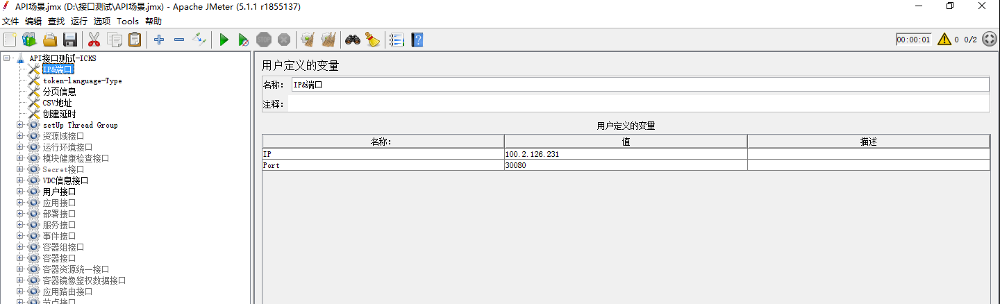 API场景.jmx (D:\接口测试\API场景.jmx) - Apache JMeter (5.1.1 r1855137)
文件 编辑 查找 运行 选项 Tools 帮助
STOP
00:00:01 0 0/2
API接口测试-ICKS
IP&端口
token-language-Type
分页信息
CSV地址
创建延时
setUp Thread Group
资源域接口
运行环境接口
模块健康检查接口
Secret接口
VDC信息接口
用户接口
应用接口
部署接口
服务接口
事件接口
容器组接口
容器接口
容器资源统一接口
容器镜像鉴权数据接口
应用路由接口
节点接口
用户定义的变量
名称: IP&端口
注释:
用户定义的变量
名称: 值 描述
IP 100.2.126.231
Port 30080